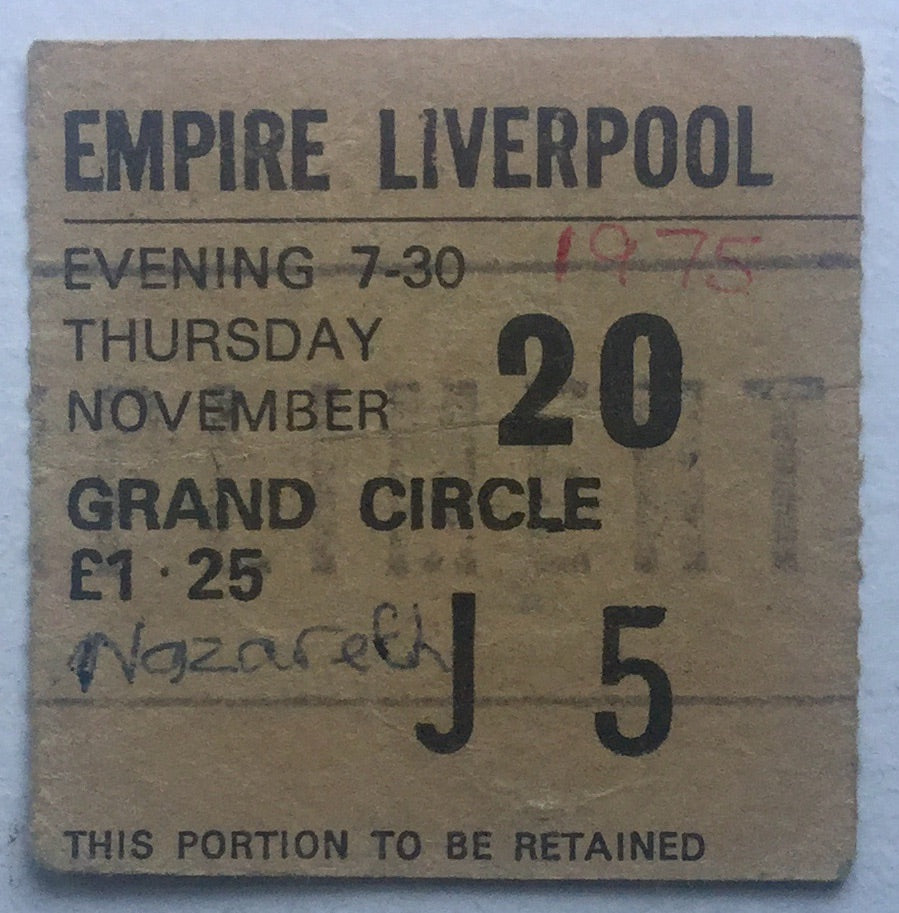 EMPIRE LIVERPOOL
EVENING 7-30 1975
THURSDAY
NOVEMBER 20
GRAND CIRCLE
£1·25
Nazareth
J 5
THIS PORTION TO BE RETAINED